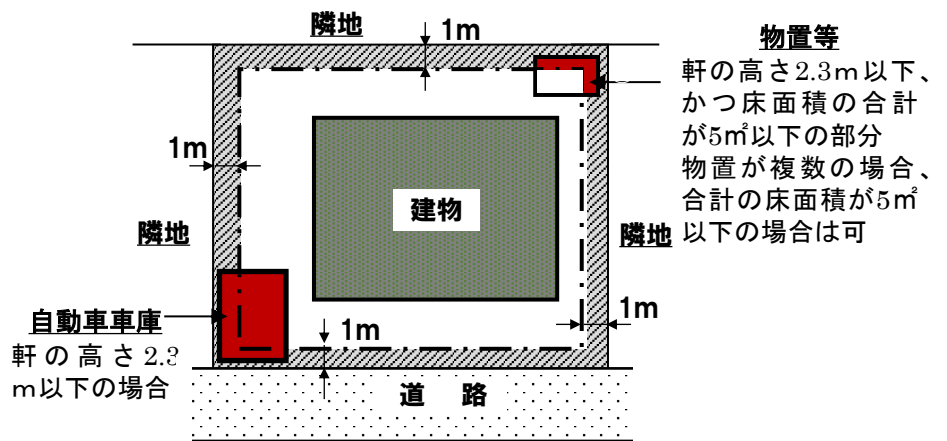 隣地
1m
物置等
軒の高さ2.3ｍ以下、
かつ床面積の合計
が5㎡以下の部分
物置が複数の場合、
合計の床面積が5㎡
以下の場合は可
1m
建物
隣地
隣地
自動車車庫
軒の高さ2.3
ｍ以下の場合
1m
1m
道　路